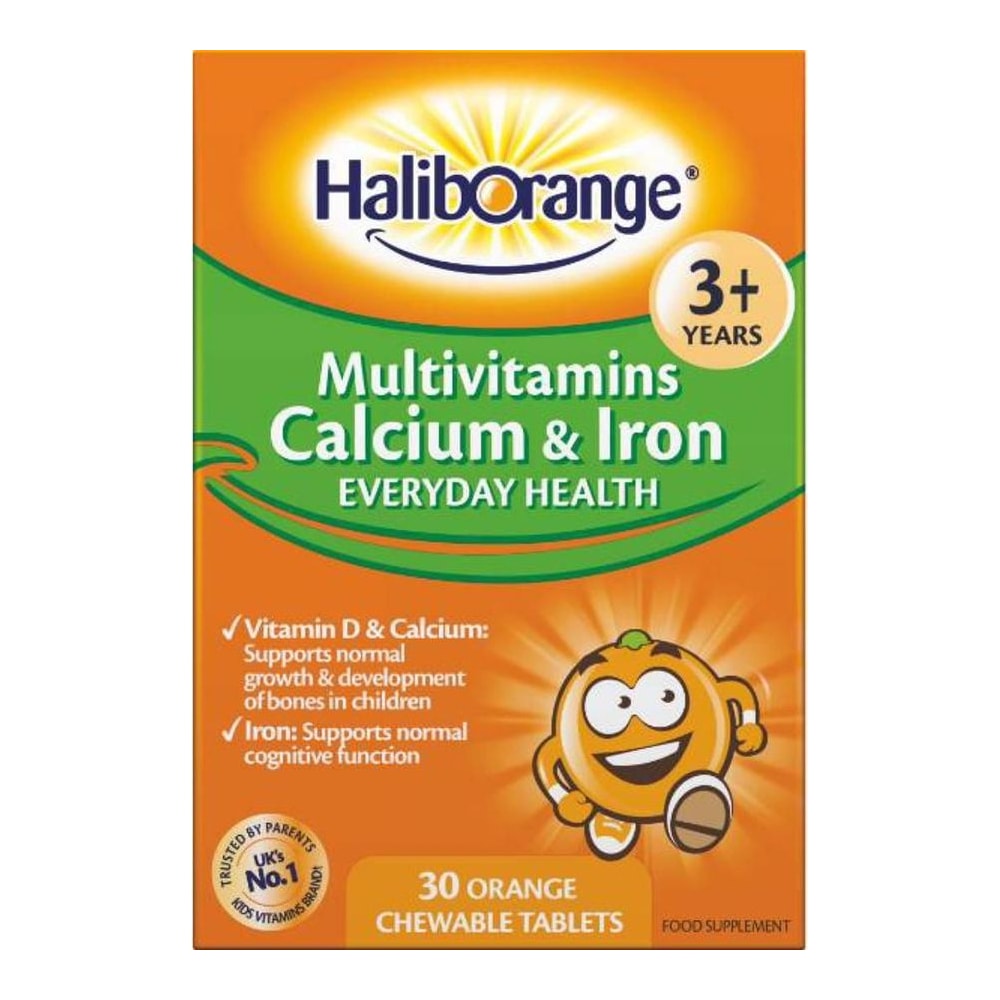 Haliborange®
3+
YEARS
Multivitamins
Calcium & Iron
EVERYDAY HEALTH
✓Vitamin D & Calcium:
Supports normal
growth & development
of bones in children
✓Iron: Supports normal
cognitive function
TRUSTED BY PARENTS
UK's
No.1
KIDS VITAMINS BRAND!
30 ORANGE
CHEWABLE TABLETS
FOOD SUPPLEMENT